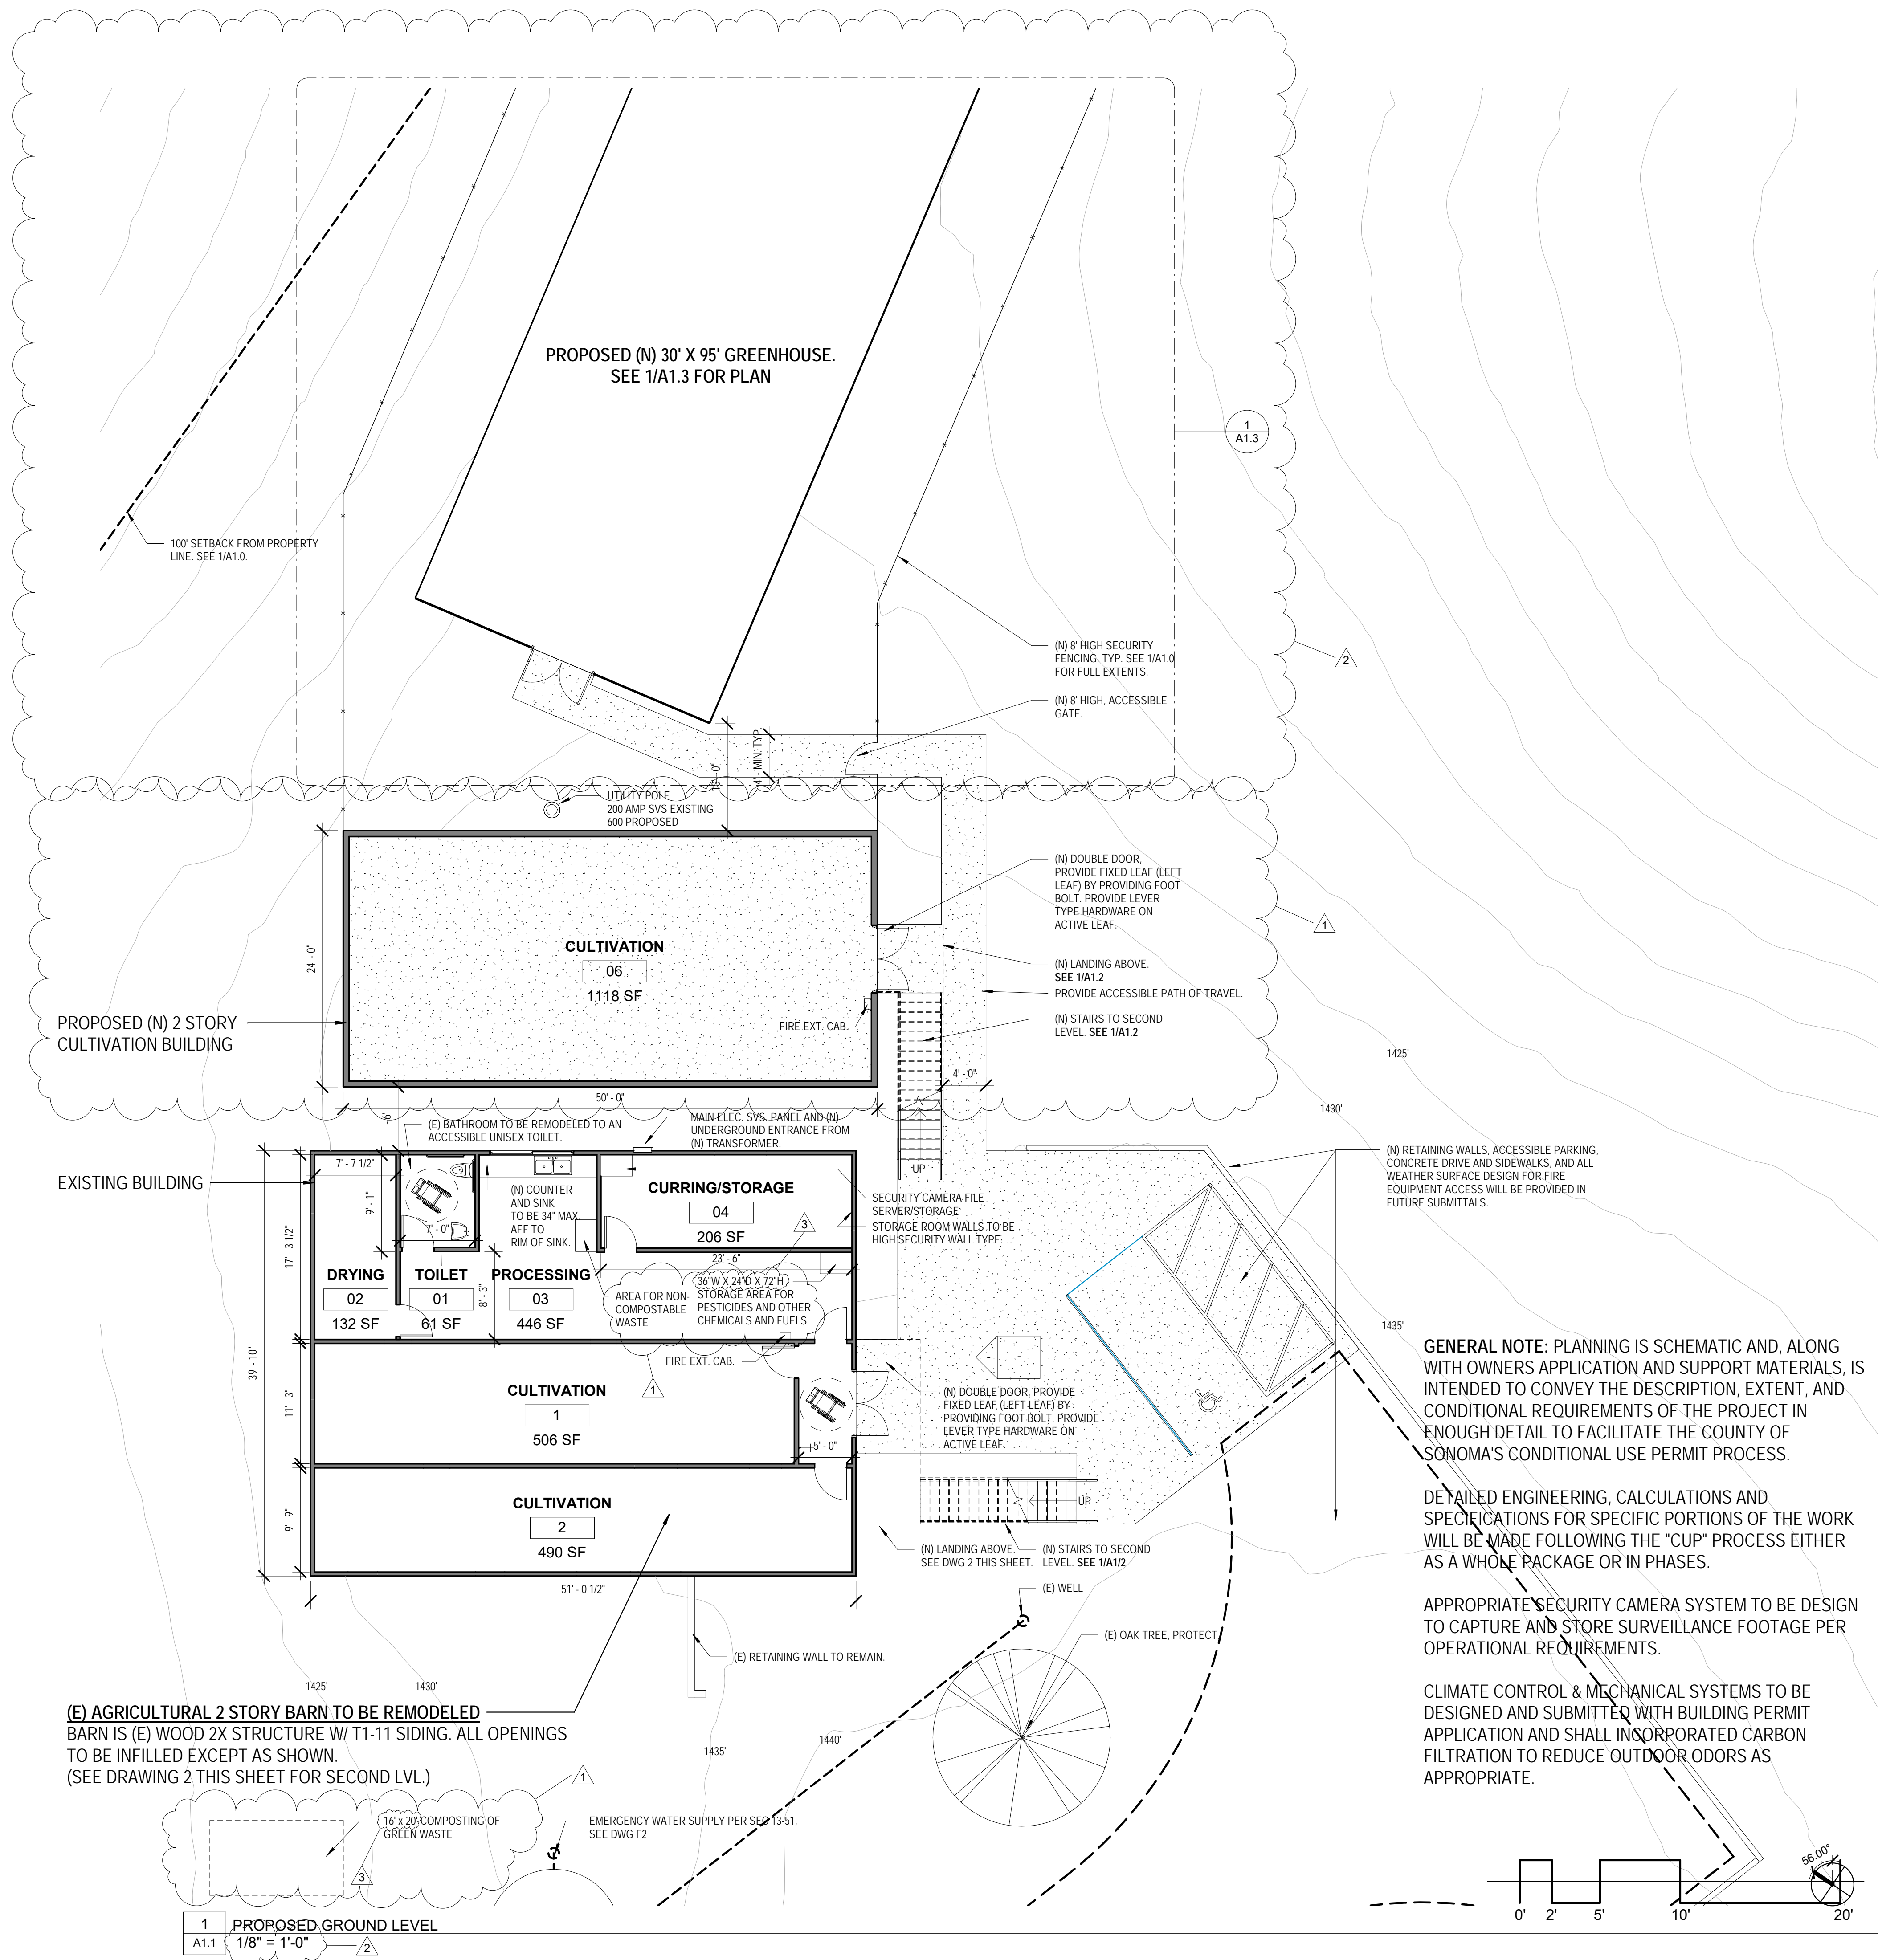 PROPOSED (N) 30' X 95' GREENHOUSE.
SEE 1/A1.3 FOR PLAN
1
A1.3
100' SETBACK FROM PROPERTY
LINE. SEE 1/A1.0.
(N) 8' HIGH SECURITY
FENCING. TYP. SEE 1/A1.0
FOR FULL EXTENTS.
2
(N) 8' HIGH, ACCESSIBLE
GATE.
10' - 0"
4' MIN. TYP
UTILITY POLE
200 AMP SVS EXISTING
600 PROPOSED
(N) DOUBLE DOOR,
PROVIDE FIXED LEAF (LEFT
LEAF) BY PROVIDING FOOT
BOLT. PROVIDE LEVER
TYPE HARDWARE ON
ACTIVE LEAF.
1
CULTIVATION
06
1118 SF
24' - 0"
(N) LANDING ABOVE.
SEE 1/A1.2
PROVIDE ACCESSIBLE PATH OF TRAVEL.
(N) STAIRS TO SECOND
LEVEL. SEE 1/A1.2
FIRE EXT. CAB.
PROPOSED (N) 2 STORY
CULTIVATION BUILDING
1425'
4' - 0"
50' - 0"
1430'
(E) BATHROOM TO BE REMODELED TO AN
ACCESSIBLE UNISEX TOILET.
MAIN ELEC. SVS. PANEL AND (N)
UNDERGROUND ENTRANCE FROM
(N) TRANSFORMER.
UP
(N) RETAINING WALLS, ACCESSIBLE PARKING,
CONCRETE DRIVE AND SIDEWALKS, AND ALL
WEATHER SURFACE DESIGN FOR FIRE
EQUIPMENT ACCESS WILL BE PROVIDED IN
FUTURE SUBMITTALS.
EXISTING BUILDING
7' - 7 1/2"
9' - 1"
7' - 0"
(N) COUNTER
AND SINK
TO BE 34" MAX.
AFF TO
RIM OF SINK.
CURRING/STORAGE
04
206 SF
3
SECURITY CAMERA FILE
SERVER/STORAGE
STORAGE ROOM WALLS TO BE
HIGH SECURITY WALL TYPE.
17' - 3 1/2"
23' - 6"
DRYING
02
132 SF
TOILET
01
61 SF
8' - 3"
PROCESSING
03
446 SF
AREA FOR NON-
COMPOSTABLE
WASTE
36"W X 24"D X 72"H
STORAGE AREA FOR
PESTICIDES AND OTHER
CHEMICALS AND FUELS
1435'
FIRE EXT. CAB.
39' - 10"
11' - 3"
CULTIVATION
1
506 SF
1
(N) DOUBLE DOOR, PROVIDE
FIXED LEAF (LEFT LEAF) BY
PROVIDING FOOT BOLT. PROVIDE
LEVER TYPE HARDWARE ON
ACTIVE LEAF.
5' - 0"
9' - 9"
CULTIVATION
2
490 SF
UP
(N) LANDING ABOVE.
SEE DWG 2 THIS SHEET.
(N) STAIRS TO SECOND
LEVEL. SEE 1/A1/2
51' - 0 1/2"
(E) WELL
(E) OAK TREE, PROTECT
(E) RETAINING WALL TO REMAIN.
1425'
1430'
1435'
1440'
(E) AGRICULTURAL 2 STORY BARN TO BE REMODELED
BARN IS (E) WOOD 2X STRUCTURE W/ T1-11 SIDING. ALL OPENINGS
TO BE INFILLED EXCEPT AS SHOWN.
(SEE DRAWING 2 THIS SHEET FOR SECOND LVL.)
1
16' x 20' COMPOSTING OF
GREEN WASTE
3
EMERGENCY WATER SUPPLY PER SEC 13-51,
SEE DWG F2
GENERAL NOTE: PLANNING IS SCHEMATIC AND, ALONG
WITH OWNERS APPLICATION AND SUPPORT MATERIALS, IS
INTENDED TO CONVEY THE DESCRIPTION, EXTENT, AND
CONDITIONAL REQUIREMENTS OF THE PROJECT IN
ENOUGH DETAIL TO FACILITATE THE COUNTY OF
SONOMA'S CONDITIONAL USE PERMIT PROCESS.
DETAILED ENGINEERING, CALCULATIONS AND
SPECIFICATIONS FOR SPECIFIC PORTIONS OF THE WORK
WILL BE MADE FOLLOWING THE "CUP" PROCESS EITHER
AS A WHOLE PACKAGE OR IN PHASES.
APPROPRIATE SECURITY CAMERA SYSTEM TO BE DESIGN
TO CAPTURE AND STORE SURVEILLANCE FOOTAGE PER
OPERATIONAL REQUIREMENTS.
CLIMATE CONTROL & MECHANICAL SYSTEMS TO BE
DESIGNED AND SUBMITTED WITH BUILDING PERMIT
APPLICATION AND SHALL INCORPORATED CARBON
FILTRATION TO REDUCE OUTDOOR ODORS AS
APPROPRIATE.
56.00°
0' 2' 5' 10' 20'
1
A1.1
PROPOSED GROUND LEVEL
1/8" = 1'-0"
2